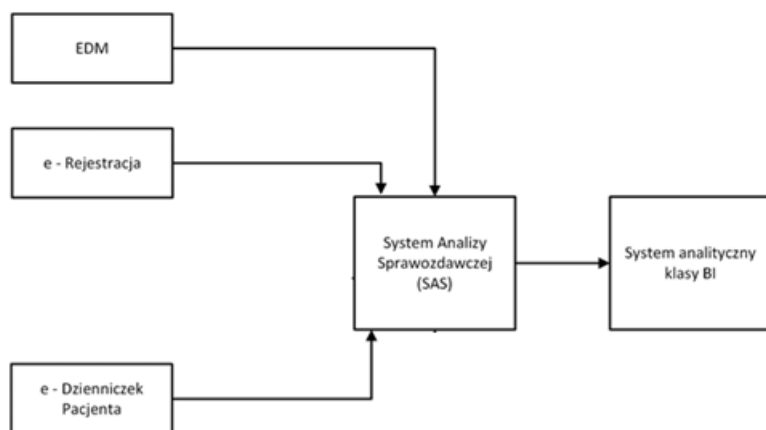 EDM
e - Rejestracja
System Analizy
Sprawozdawczej
(SAS)
System analityczny
klasy BI
e - Dzienniczek
Pacjenta